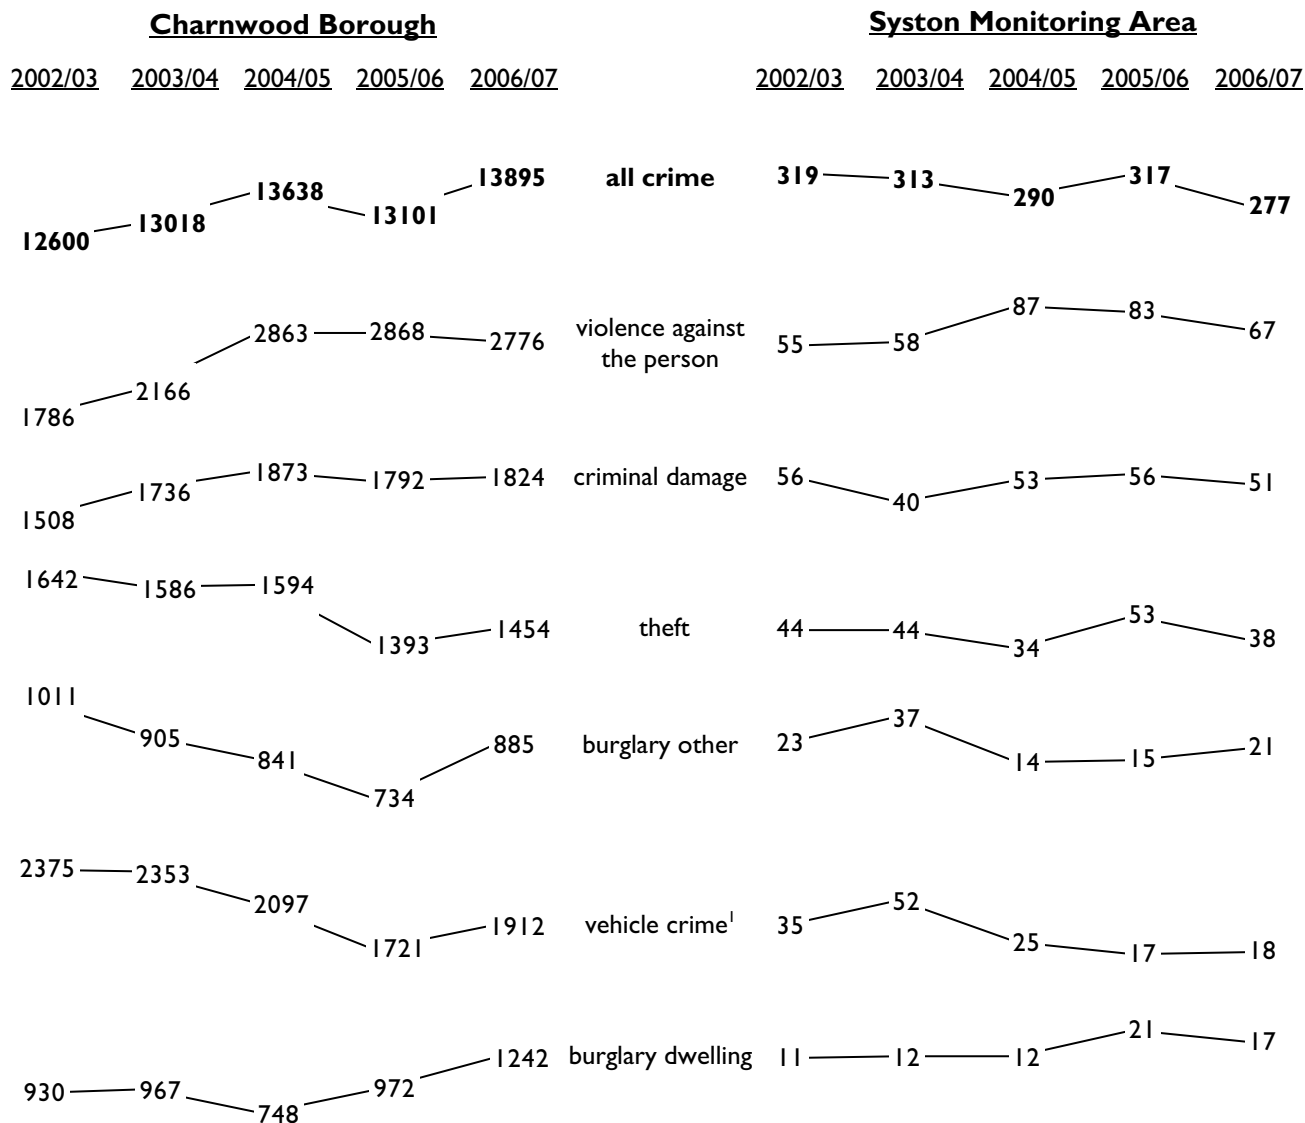 Charnwood Borough
Syston Monitoring Area
2002/03 2003/04 2004/05 2005/06 2006/07
2002/03 2003/04 2004/05 2005/06 2006/07
12600 13018 13638 13101 13895 all crime 319 313 290 317 277
1786 2166 2863 2868 2776 violence against
the person 55 58 87 83 67
1508 1736 1873 1792 1824 criminal damage 56 40 53 56 51
1642 1586 1594 1393 1454 theft 44 44 34 53 38
1011 905 841 734 885 burglary other 23 37 14 15 21
2375 2353 2097 1721 1912 vehicle crime¹ 35 52 25 17 18
930 967 748 972 1242 burglary dwelling 11 12 12 21 17